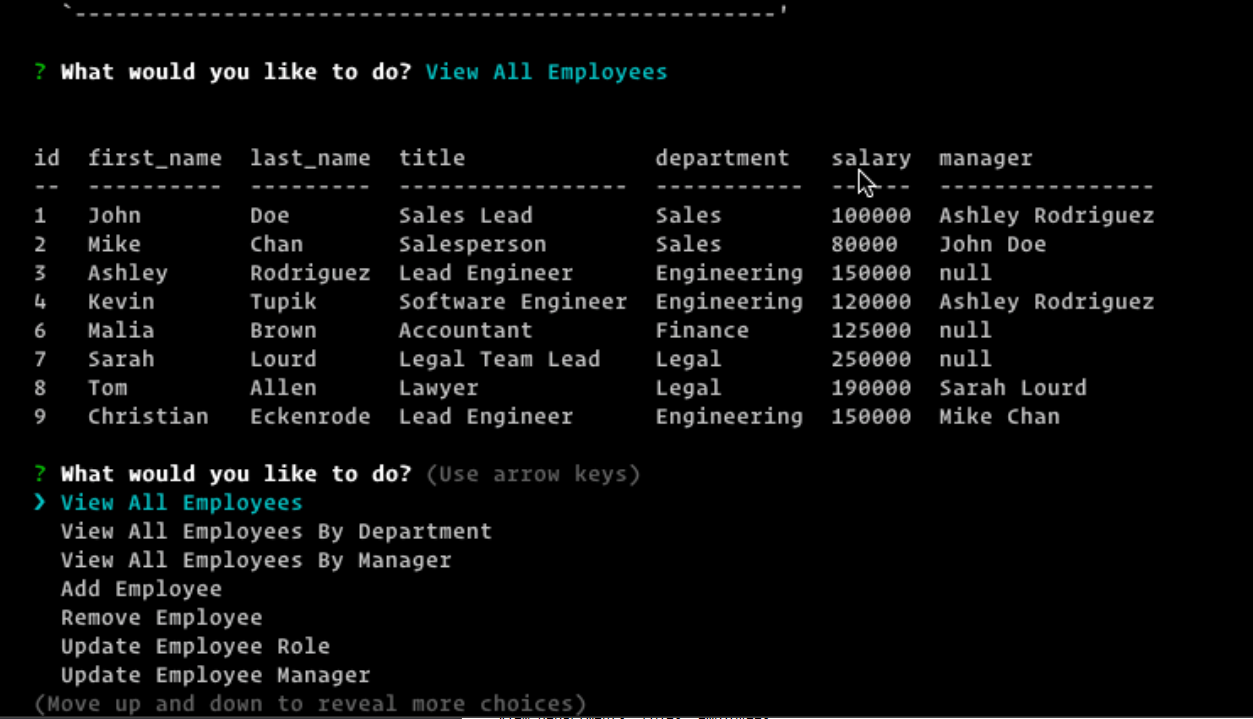 ? What would you like to do? View All Employees
id  first_name  last_name  title              department   salary  manager
--  ----------  ---------  -----------------  -----------  ------  ----------------
1   John        Doe        Sales Lead         Sales        100000  Ashley Rodriguez
2   Mike        Chan       Salesperson        Sales        80000   John Doe
3   Ashley      Rodriguez  Lead Engineer      Engineering  150000  null
4   Kevin       Tupik      Software Engineer  Engineering  120000  Ashley Rodriguez
6   Malia       Brown      Accountant         Finance      125000  null
7   Sarah       Lourd      Legal Team Lead    Legal        250000  null
8   Tom         Allen      Lawyer             Legal        190000  Sarah Lourd
9   Christian   Eckenrode  Lead Engineer      Engineering  150000  Mike Chan
? What would you like to do? (Use arrow keys)
❯ View All Employees
  View All Employees By Department
  View All Employees By Manager
  Add Employee
  Remove Employee
  Update Employee Role
  Update Employee Manager
(Move up and down to reveal more choices)